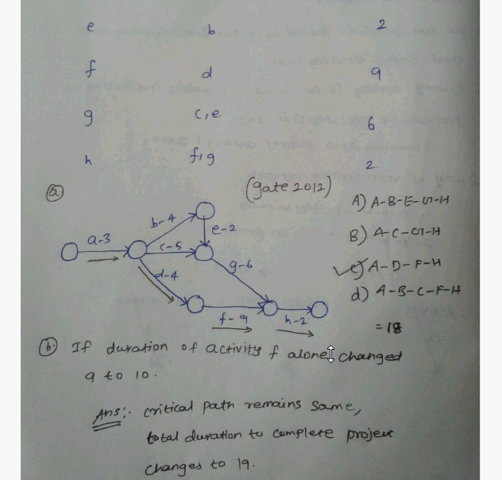 e b 2
f d 9
g c,e 6
h f,g 2
(a) (gate 2012)
a-3
b-4
c-5
d-4
e-2
g-6
f-9
h-2
A) A-B-E-G-H
B) A-C-G-H
c) A-D-F-H
d) A-B-C-F-H
=18
(b) If duration of activity f alone changed
9 to 10.
Ans:- critical path remains same,
total duration to complete project
changes to 19.